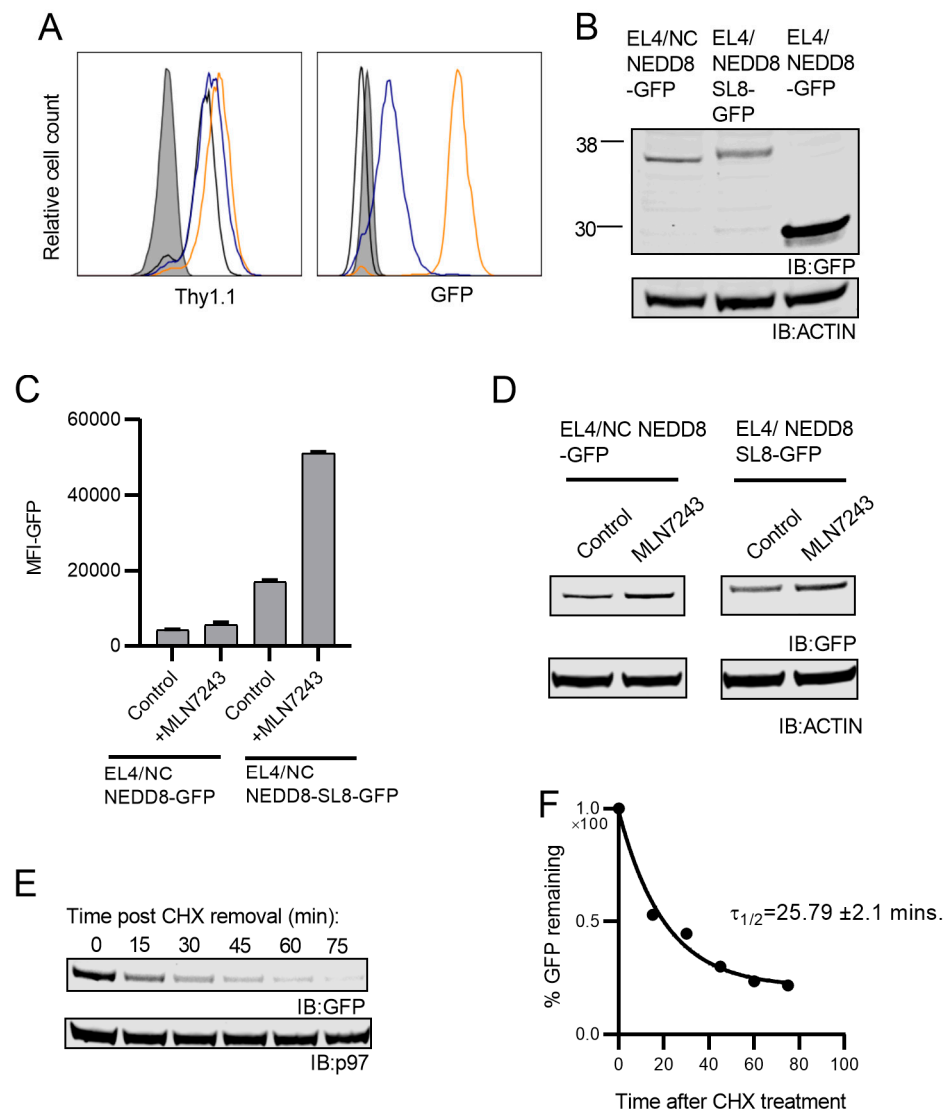 A
Relative cell count
Thy1.1
GFP
B
EL4/NC
NEDD8
-GFP
EL4/
NEDD8
SL8-
GFP
EL4/
NEDD8
-GFP
38
30
IB:GFP
IB:ACTIN
C
MFI-GFP
60000
40000
20000
0
Control
+MLN7243
Control
+MLN7243
EL4/NC
NEDD8-GFP
EL4/NC
NEDD8-SL8-GFP
D
EL4/NC NEDD8
-GFP
EL4/ NEDD8
SL8-GFP
Control
MLN7243
Control
MLN7243
IB:GFP
IB:ACTIN
E
Time post CHX removal (min):
0 15 30 45 60 75
IB:GFP
IB:p97
F
% GFP remaining
1.0
×100
0.5
0.0
τ1/2=25.79 ±2.1 mins.
0 20 40 60 80 100
Time after CHX treatment